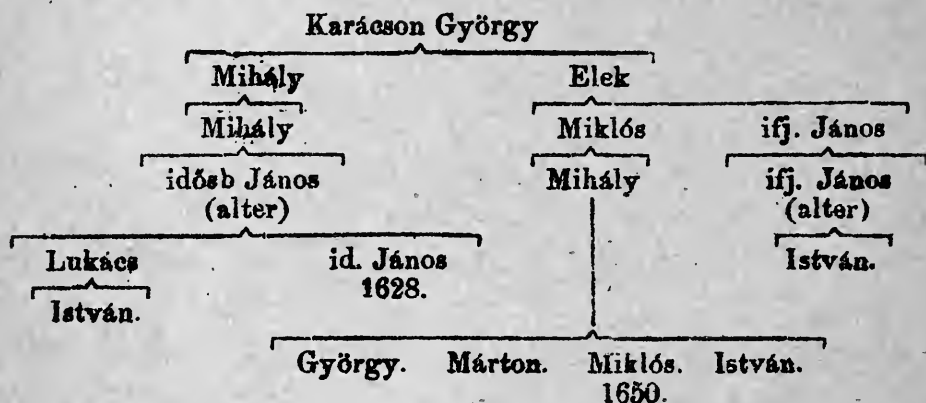 Karácson György
Mihály Elek
Mihály Miklós ifj. János
idősb János Mihály ifj. János
(alter) (alter)
Lukács id. János István.
István. 1628.
György. Márton. Miklós. István.
1650.